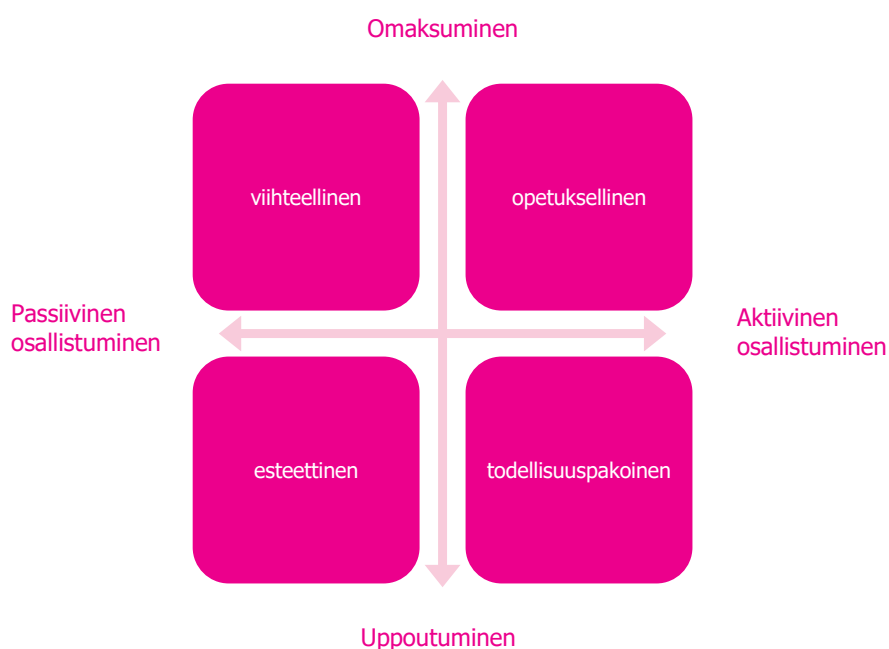 Omaksuminen
viihteellinen
opetuksellinen
Passiivinen
osallistuminen
Aktiivinen
osallistuminen
esteettinen
todellisuuspakoinen
Uppoutuminen